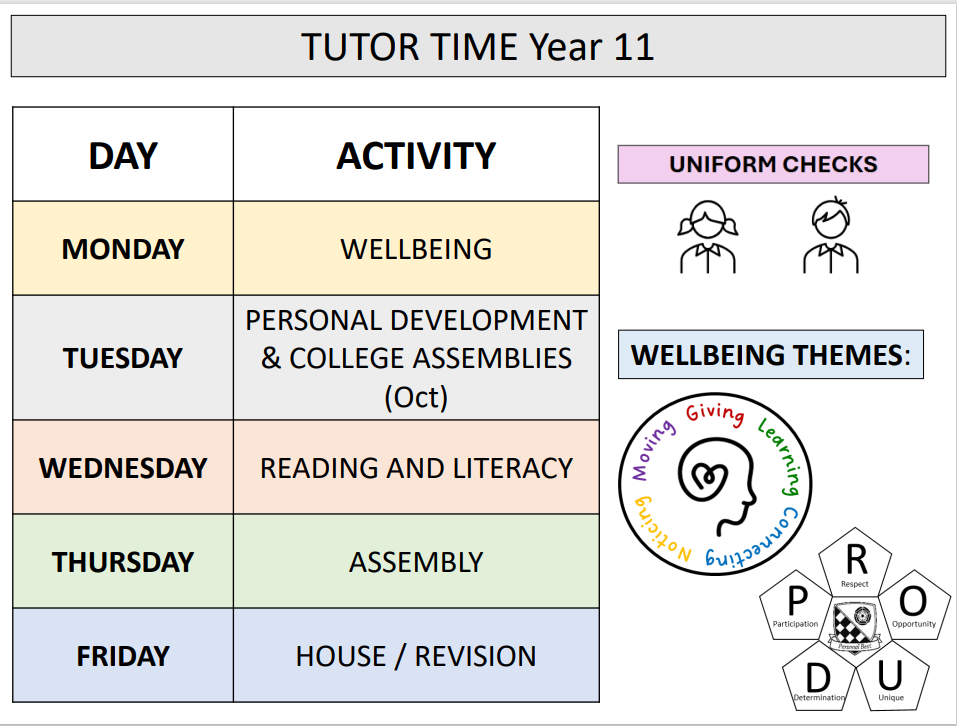 TUTOR TIME Year 11
DAY
ACTIVITY
MONDAY
WELLBEING
TUESDAY
PERSONAL DEVELOPMENT
& COLLEGE ASSEMBLIES
(Oct)
WEDNESDAY
READING AND LITERACY
THURSDAY
ASSEMBLY
FRIDAY
HOUSE / REVISION
UNIFORM CHECKS
WELLBEING THEMES:
Giving
Learning
Connecting
Noticing
Moving
P
Participation
R
Respect
O
Opportunity
U
Unique
D
Determination
Personal Best